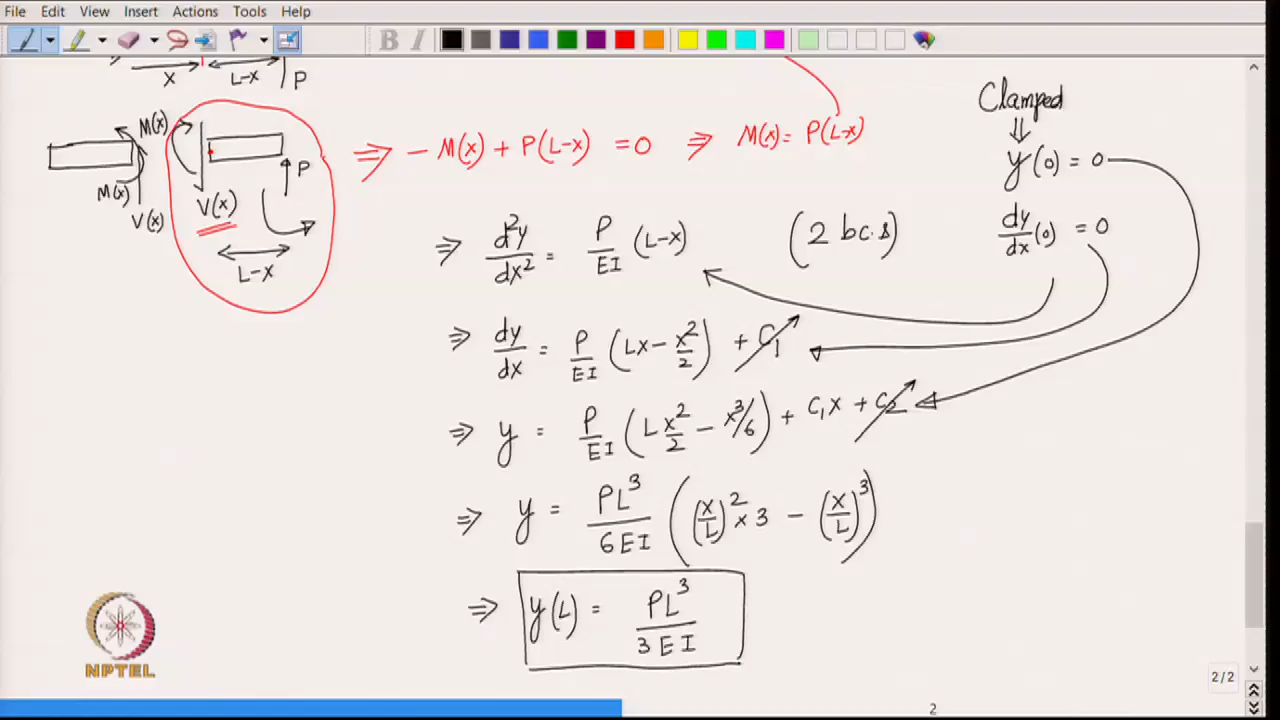 File Edit View Insert Actions Tools Help
B I U
x L-x P
Clamped
M(x)
⇒ - M(x) + P(L-x) = 0 ⇒ M(x) = P(L-x)
y(0) = 0
P
M(x) V(x) V(x)
L-x
⇒ d²y/dx² = P/EI (L-x) (2 bc.s) dy/dx (0) = 0
⇒ dy/dx = P/EI (Lx - x²/2) + C₁
⇒ y = P/EI (L x²/2 - x³/6) + C₁x + C₂
⇒ y = PL³/6EI ((x/L)² × 3 - (x/L)³)
⇒ y(L) = PL³/3EI
NPTEL
2/2
2